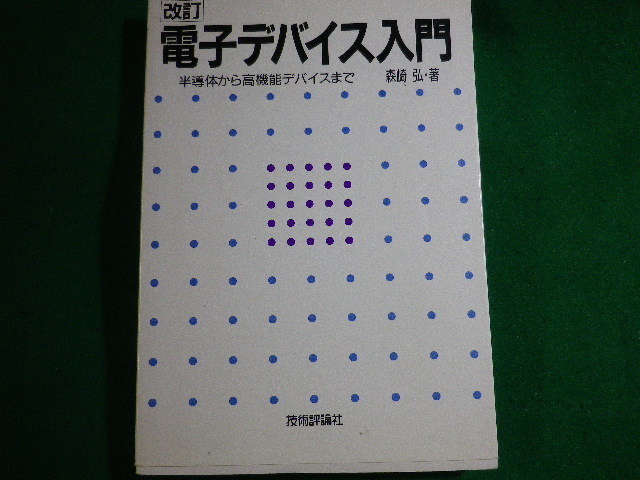 改訂
電子デバイス入門
半導体から高機能デバイスまで 森崎 弘・著
技術評論社